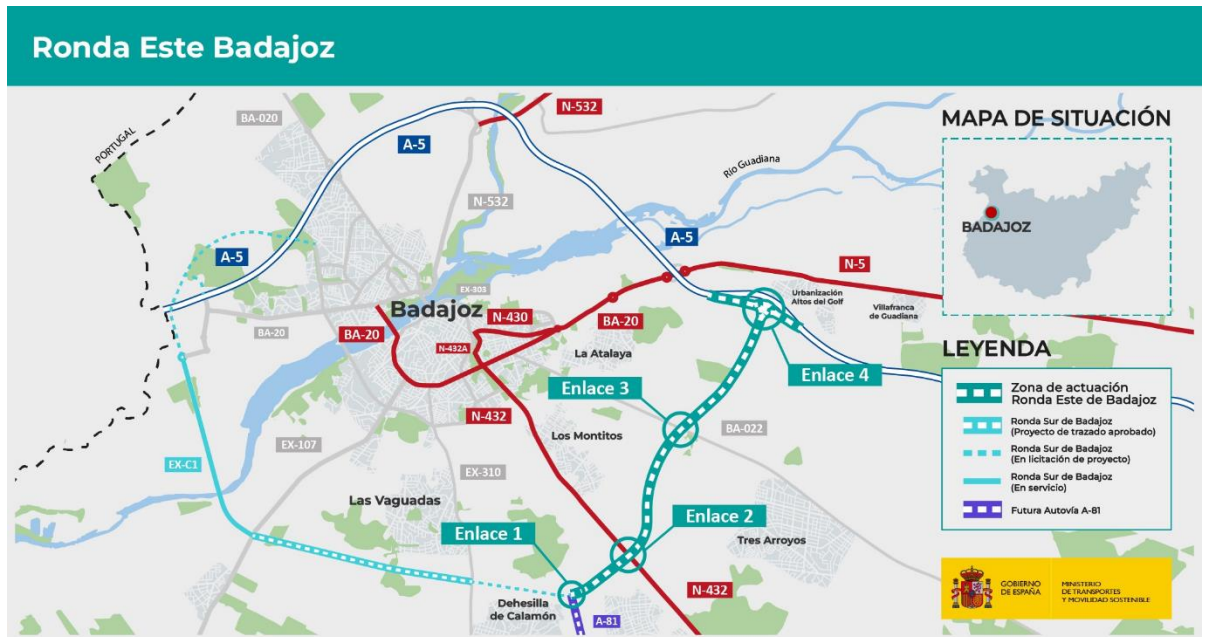 Ronda Este Badajoz
PORTUGAL
BA-020
A-5
N-532
N-532
Río Guadiana
A-5
A-5
N-5
EX-303
Badajoz
BA-20
BA-20
N-430
N-432A
BA-20
La Atalaya
Urbanización
Altos del Golf
Villafranca
de Guadiana
Enlace 4
Enlace 3
N-432
Los Montitos
BA-022
EX-C1
EX-107
EX-310
Las Vaguadas
Enlace 1
Enlace 2
Tres Arroyos
N-432
Dehesilla
de Calamón
A-81
MAPA DE SITUACIÓN
BADAJOZ
LEYENDA
Zona de actuación
Ronda Este de Badajoz
Ronda Sur de Badajoz
(Proyecto de trazado aprobado)
Ronda Sur de Badajoz
(En licitación de proyecto)
Ronda Sur de Badajoz
(En servicio)
Futura Autovía A-81
GOBIERNO
DE ESPAÑA
MINISTERIO
DE TRANSPORTES
Y MOVILIDAD SOSTENIBLE